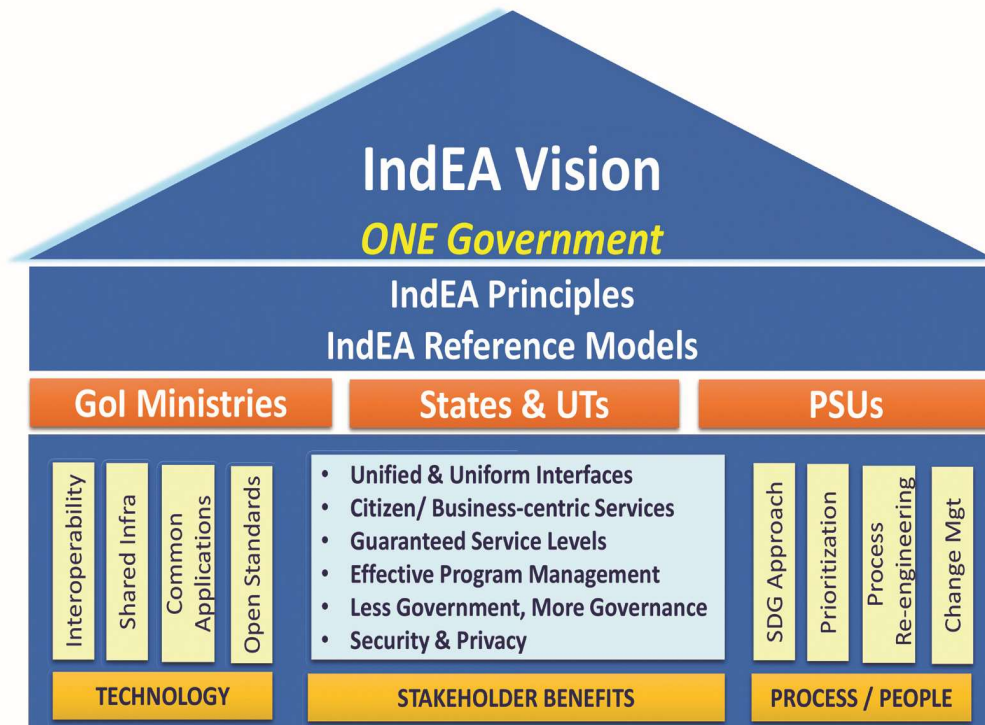 IndEA Vision
ONE Government
IndEA Principles
IndEA Reference Models
GoI Ministries
States & UTs
PSUs
Interoperability
Shared Infra
Common
Applications
Open Standards
• Unified & Uniform Interfaces
• Citizen/ Business-centric Services
• Guaranteed Service Levels
• Effective Program Management
• Less Government, More Governance
• Security & Privacy
SDG Approach
Prioritization
Process
Re-engineering
Change Mgt
TECHNOLOGY
STAKEHOLDER BENEFITS
PROCESS / PEOPLE